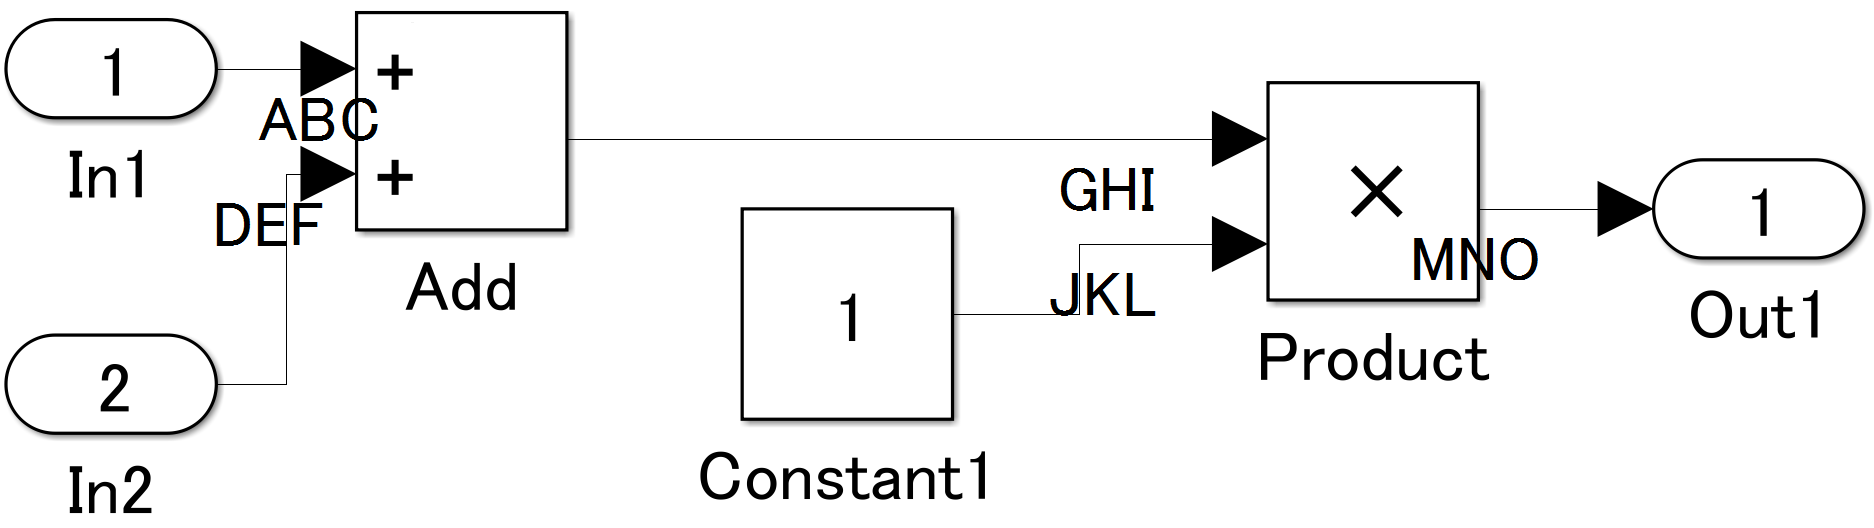 1
In1
ABC
+
+
DEF
Add
2
In2
1
Constant1
GHI
JKL
×
Product
MNO
1
Out1